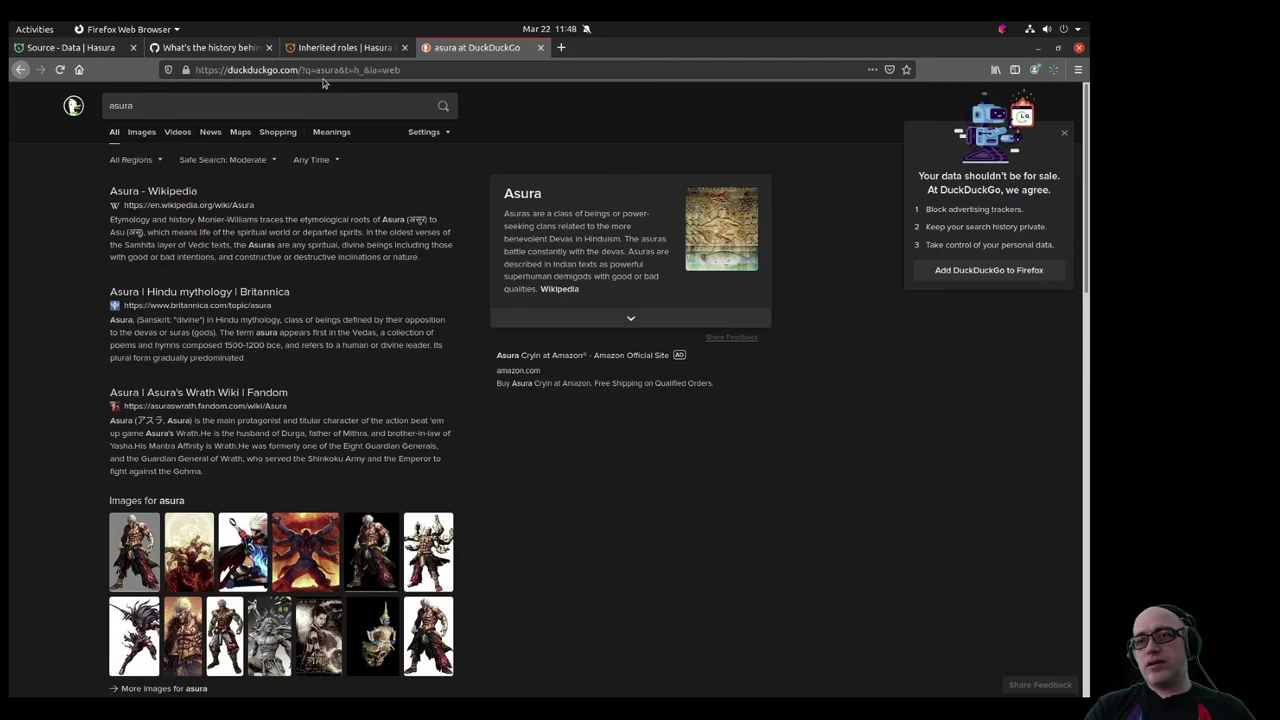 Activities
Firefox Web Browser
Mar 22 11:48
Source - Data | Hasura
What's the history behin
Inherited roles | Hasura
asura at DuckDuckGo
https://duckduckgo.com/?q=asura&t=h_&ia=web
asura
All
Images
Videos
News
Maps
Shopping
Meanings
Settings
All Regions
Safe Search: Moderate
Any Time
Asura - Wikipedia
W https://en.wikipedia.org/wiki/Asura
Etymology and history. Monier-Williams traces the etymological roots of Asura (असुर) to
Asu (असु), which means life of the spiritual world or departed spirits. In the oldest verses of
the Samhita layer of Vedic texts, the Asuras are any spiritual, divine beings including those
with good or bad intentions, and constructive or destructive inclinations or nature.
Asura | Hindu mythology | Britannica
https://www.britannica.com/topic/asura
Asura, (Sanskrit: "divine") in Hindu mythology, class of beings defined by their opposition
to the devas or suras (gods). The term asura appears first in the Vedas, a collection of
poems and hymns composed 1500-1200 bce, and refers to a human or divine leader. Its
plural form gradually predominated
Asura | Asura's Wrath Wiki | Fandom
https://asuraswrath.fandom.com/wiki/Asura
Asura (アスラ, Asura) is the main protagonist and titular character of the action beat 'em
up game Asura's Wrath.He is the husband of Durga, father of Mithra, and brother-in-law of
Yasha.His Mantra Affinity is Wrath.He was formerly one of the Eight Guardian Generals,
and the Guardian General of Wrath, who served the Shinkoku Army and the Emperor to
fight against the Gohma.
Images for asura
More Images for asura
Asura
Asuras are a class of beings or power-
seeking clans related to the more
benevolent Devas in Hinduism. The asuras
battle constantly with the devas. Asuras are
described in Indian texts as powerful
superhuman demigods with good or bad
qualities. Wikipedia
Share Feedback
Asura Cryin at Amazon® - Amazon Official Site AD
amazon.com
Buy Asura Cryin at Amazon. Free Shipping on Qualified Orders.
Your data shouldn't be for sale.
At DuckDuckGo, we agree.
1 Block advertising trackers.
2 Keep your search history private.
3 Take control of your personal data.
Add DuckDuckGo to Firefox
Share Feedback